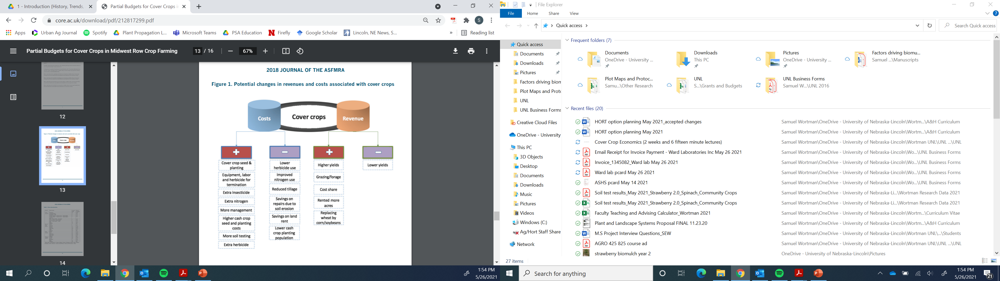 1 - Introduction (History, Trends,
Partial Budgets for Cover Crops i
core.ac.uk/download/pdf/212817299.pdf
S
Apps
Urban Ag Journal
Spotify
Plant Propagation L...
Microsoft Teams
PSA Education
Firefly
Google Scholar
Lincoln, NE News, S...
»
Reading list
Partial Budgets for Cover Crops in Midwest Row Crop Farming
13 / 16
67%
12
13
14
2018 JOURNAL OF THE ASFMRA
Figure 1. Potential changes in revenues and costs associated with cover crops
Costs
Cover crops
Revenue
+
−
+
−
Cover crop seed &
planting
Equipment, labor
and herbicide for
termination
Extra insecticide
Extra nitrogen
More management
Higher cash crop
seed and planting
costs
More soil testing
Extra herbicide
Lower
herbicide use
Improved
nitrogen use
Reduced tillage
Savings on
repairs due to
soil erosion
Savings on land
rent
Lower cash
crop planting
population
Higher yields
Grazing/forage
Cost share
Rented more
acres
Replacing
wheat by
corn/soybeans
Lower yields
1:54 PM
5/26/2021
File Explorer
File
Home
Share
View
Quick access
Search Quick access
Quick access
Documents
Downloads
Pictures
Factors driving biom
Plot Maps and Proto
UNL
UNL Business Forms
Creative Cloud Files
OneDrive - University
This PC
3D Objects
Desktop
Documents
Downloads
Music
Pictures
Videos
Windows (C:)
Ag/Hort Staff Share
Network
Frequent folders (7)
Documents
OneDrive - University ...
Downloads
This PC
Pictures
OneDrive - University ...
Factors driving biomu...
Samuel ...\Manuscripts
Plot Maps and Protoc...
Samu...\Other Research
UNL
S...\Grants and Budgets
UNL Business Forms
Samuel W...\UNL 2016
Recent files (20)
HORT option planning May 2021_accepted changes
Samuel Wortman\OneDrive - University of Nebraska-Lincoln\Wortm...\A&H Curriculum
HORT option planning May 2021
Samuel Wortman\OneDrive - University of Nebraska-Lincoln\Wortm...\A&H Curriculum
Cover Crop Economics (2 weeks and 6 fifteen minute lectures)
Samuel Wortman\OneDrive - University of Nebraska-Lincoln\Wortman UNL\UNL ...\UNL
Email Receipt for Invoice Payment - Ward Laboratories Inc May 26 2021
Samuel Wortman\OneDrive - University of Nebraska-Lincoln\Wo...\UNL Business Forms
Invoice_1345082_Ward lab May 26 2021
Samuel Wortman\OneDrive - University of Nebraska-Lincoln\Wo...\UNL Business Forms
Ward lab pcard May 26 2021
Samuel Wortman\OneDrive - University of Nebraska-Lincoln\Wo...\UNL Business Forms
ASHS pcard May 14 2021
Samuel Wortman\OneDrive - University of Nebraska-Lincoln\Wo...\UNL Business Forms
Soil test results_May 2021_Strawberry 2.0_Spinach_Community Crops
Samuel Wortman\OneDrive - University of Nebraska-Li...\Wortman Research Data 2021
Soil test results_May 2021_Strawberry 2.0_Spinach_Community Crops
Samuel Wortman\OneDrive - University of Nebraska-Li...\Wortman Research Data 2021
Faculty Teaching and Advising Calculator_Wortman 2021
Samuel Wortman\OneDrive - University of Nebraska-Lincoln\Wortm...\Curriculum Vitae
Plant and Landscape Systems Proposal FINAL 11.23.20
Samuel Wortman\OneDrive - University of Nebraska-Lincoln\Wortm...\A&H Curriculum
M.S Project Interview Questions_SEW
Samuel Wortman\OneDrive - University of Nebraska-Lincoln\Wortman UNL\...\Students
AGRO 425 825 course ad
Samuel Wortman\OneDrive - University of Nebraska-Lincoln\Wortman UNL\UNL ...\UNL
strawberry biomulch year 2
OneDrive - University of Nebraska-Lincoln\Pictures
27 items
Search for anything
1:54 PM
5/26/2021
21